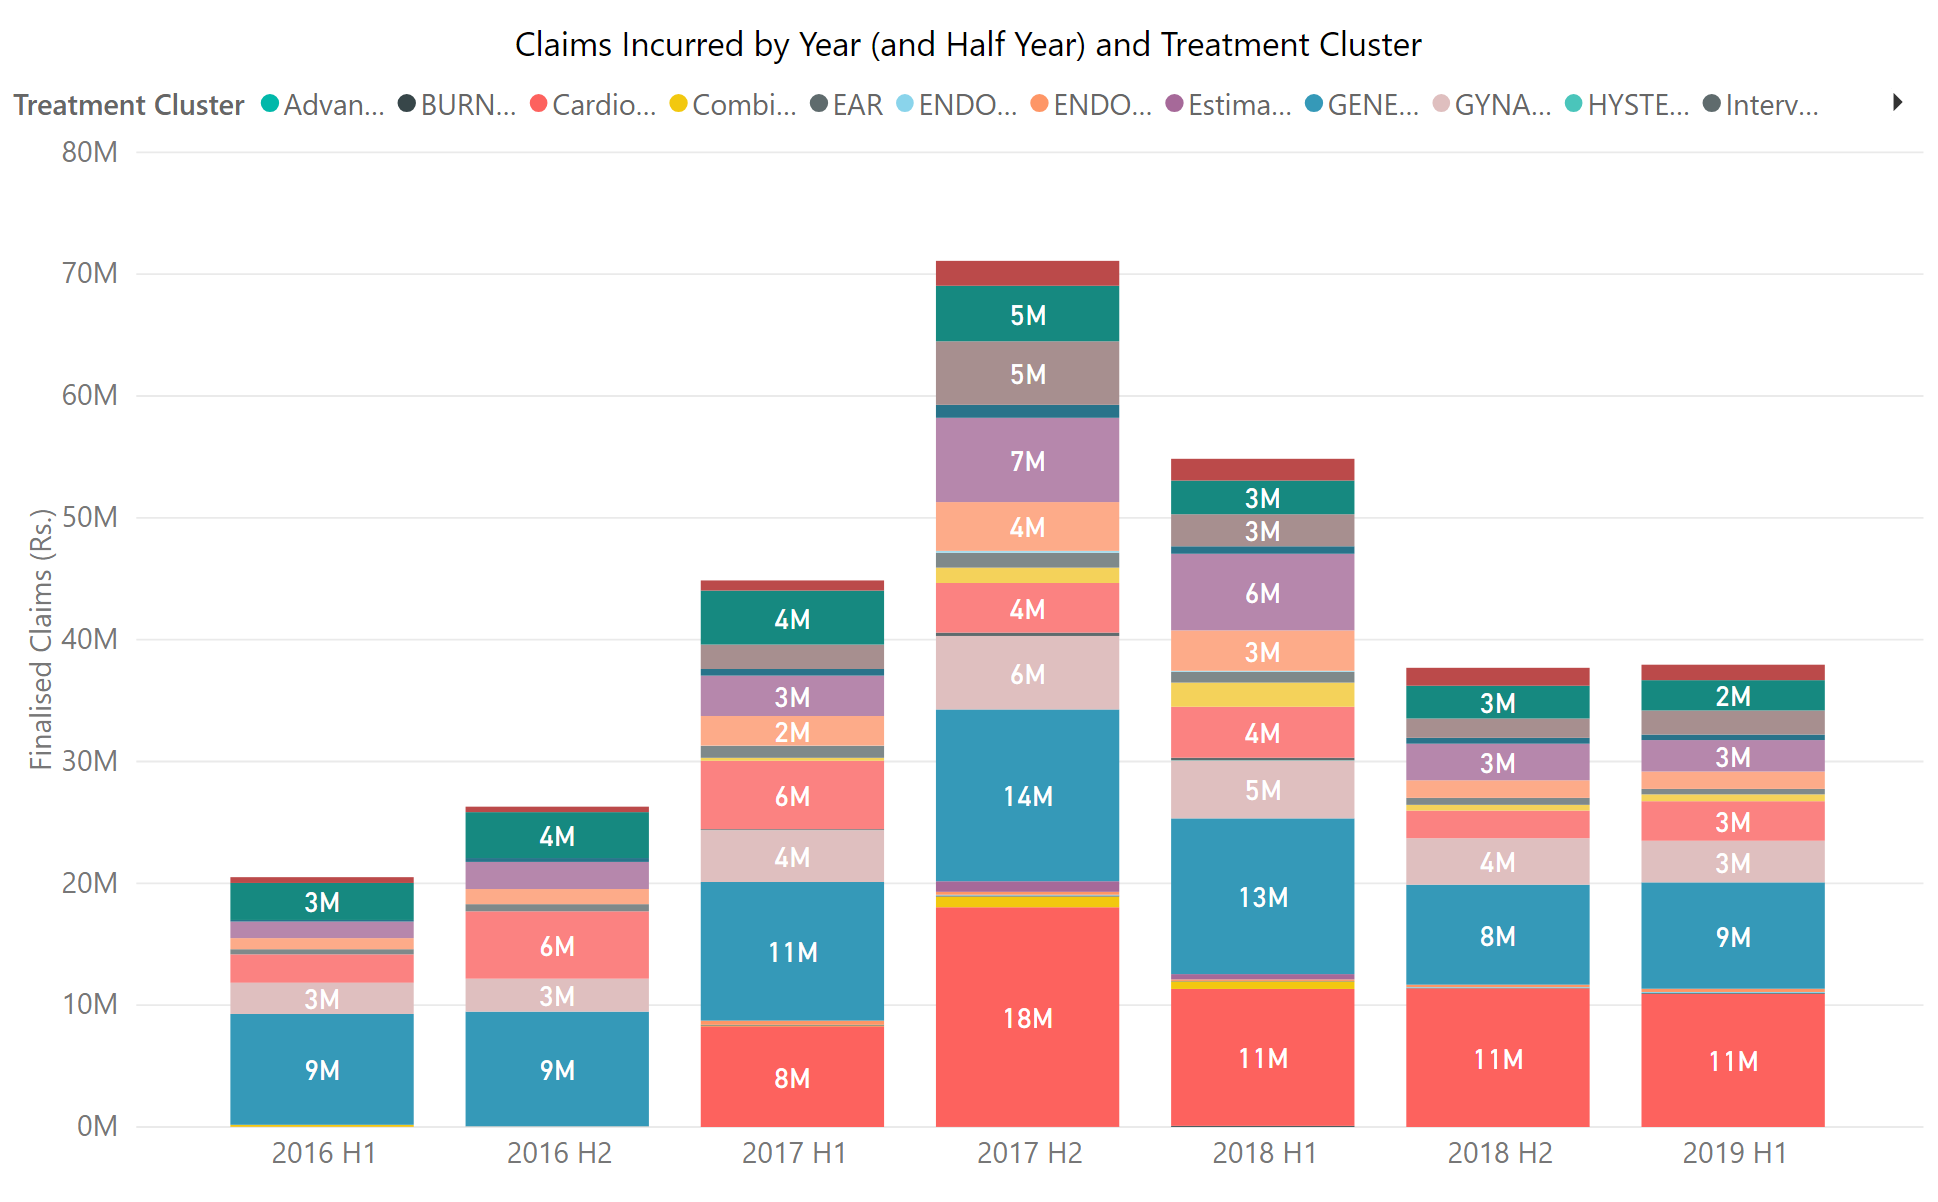 Claims Incurred by Year (and Half Year) and Treatment Cluster
Treatment Cluster Advan... BURN... Cardio... Combi... EAR ENDO... ENDO... Estima... GENE... GYNA... HYSTE... Interv...
Finalised Claims (Rs.)
80M
70M
60M
50M
40M
30M
20M
10M
0M
3M
3M
9M
4M
6M
3M
9M
4M
3M
2M
6M
4M
11M
8M
5M
5M
7M
4M
4M
6M
14M
18M
3M
3M
6M
3M
4M
5M
13M
11M
3M
3M
4M
8M
11M
2M
3M
3M
3M
9M
11M
2016 H1 2016 H2 2017 H1 2017 H2 2018 H1 2018 H2 2019 H1